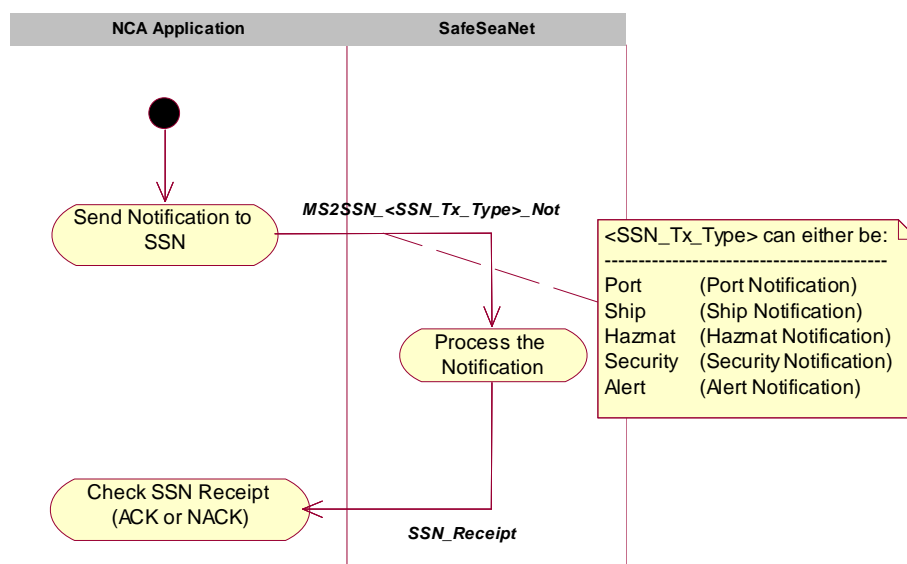 NCA Application
SafeSeaNet
Send Notification to
SSN
MS2SSN_<SSN_Tx_Type>_Not
<SSN_Tx_Type> can either be:
------------------------------------------
Port (Port Notification)
Ship (Ship Notification)
Hazmat (Hazmat Notification)
Security (Security Notification)
Alert (Alert Notification)
Process the
Notification
Check SSN Receipt
(ACK or NACK)
SSN_Receipt